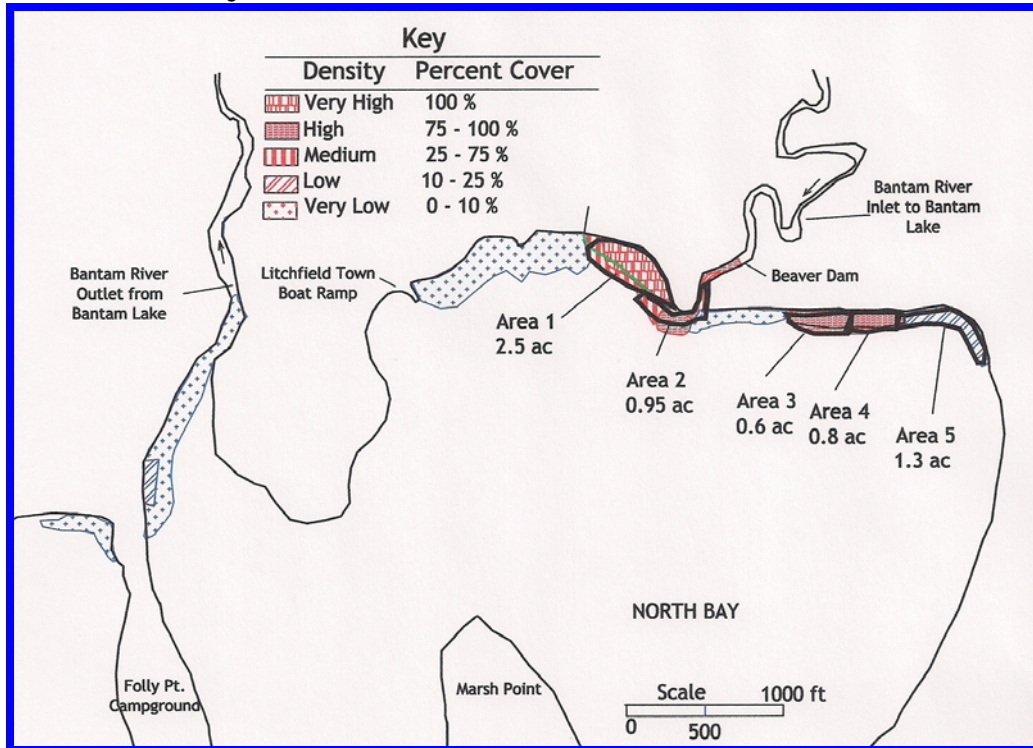 Key
Density Percent Cover
Very High 100 %
High 75 - 100 %
Medium 25 - 75 %
Low 10 - 25 %
Very Low 0 - 10 %
Bantam River
Inlet to Bantam
Lake
Beaver Dam
Bantam River
Outlet from
Bantam Lake
Litchfield Town
Boat Ramp
Area 1
2.5 ac
Area 2
0.95 ac
Area 3
0.6 ac
Area 4
0.8 ac
Area 5
1.3 ac
NORTH BAY
Folly Pt.
Campground
Marsh Point
Scale 1000 ft
0 500